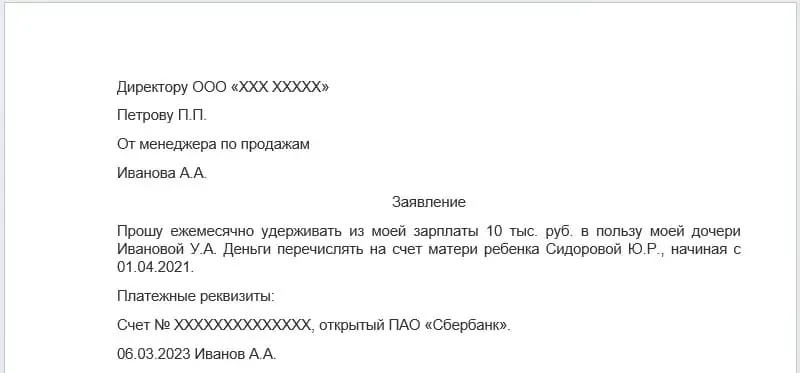 Директору ООО «XXX XXXXX»
Петрову П.П.
От менеджера по продажам
Иванова А.А.
Заявление
Прошу ежемесячно удерживать из моей зарплаты 10 тыс. руб. в пользу моей дочери
Ивановой У.А. Деньги перечислять на счет матери ребенка Сидоровой Ю.Р., начиная с
01.04.2021.
Платежные реквизиты:
Счет № XXXXXXXXXXXXXX, открытый ПАО «Сбербанк».
06.03.2023 Иванов А.А.